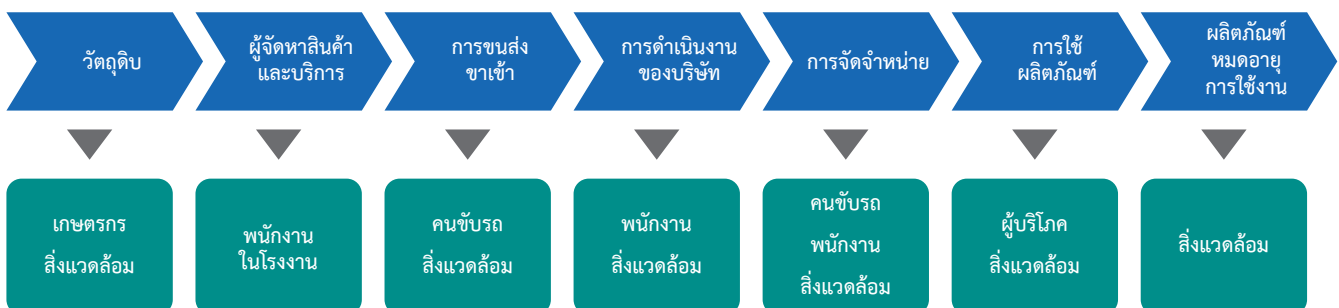 วัตถุดิบ
ผู้จัดหาสินค้า
และบริการ
การขนส่ง
ขาเข้า
การดำเนินงาน
ของบริษัท
การจัดจำหน่าย
การใช้
ผลิตภัณฑ์
ผลิตภัณฑ์
หมดอายุ
การใช้งาน
เกษตรกร
สิ่งแวดล้อม
พนักงาน
ในโรงงาน
คนขับรถ
สิ่งแวดล้อม
พนักงาน
สิ่งแวดล้อม
คนขับรถ
พนักงาน
สิ่งแวดล้อม
ผู้บริโภค
สิ่งแวดล้อม
สิ่งแวดล้อม